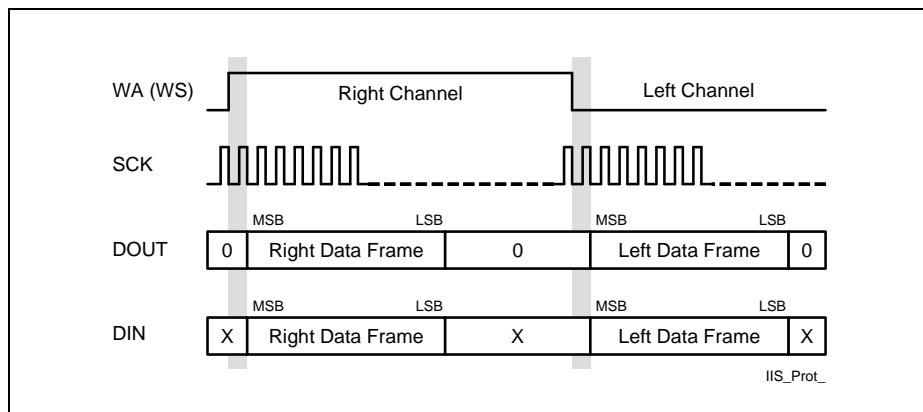 WA (WS)
Right Channel
Left Channel
SCK
MSB LSB MSB LSB
DOUT
0 Right Data Frame 0 Left Data Frame 0
MSB LSB MSB LSB
DIN
X Right Data Frame X Left Data Frame X
IIS_Prot_